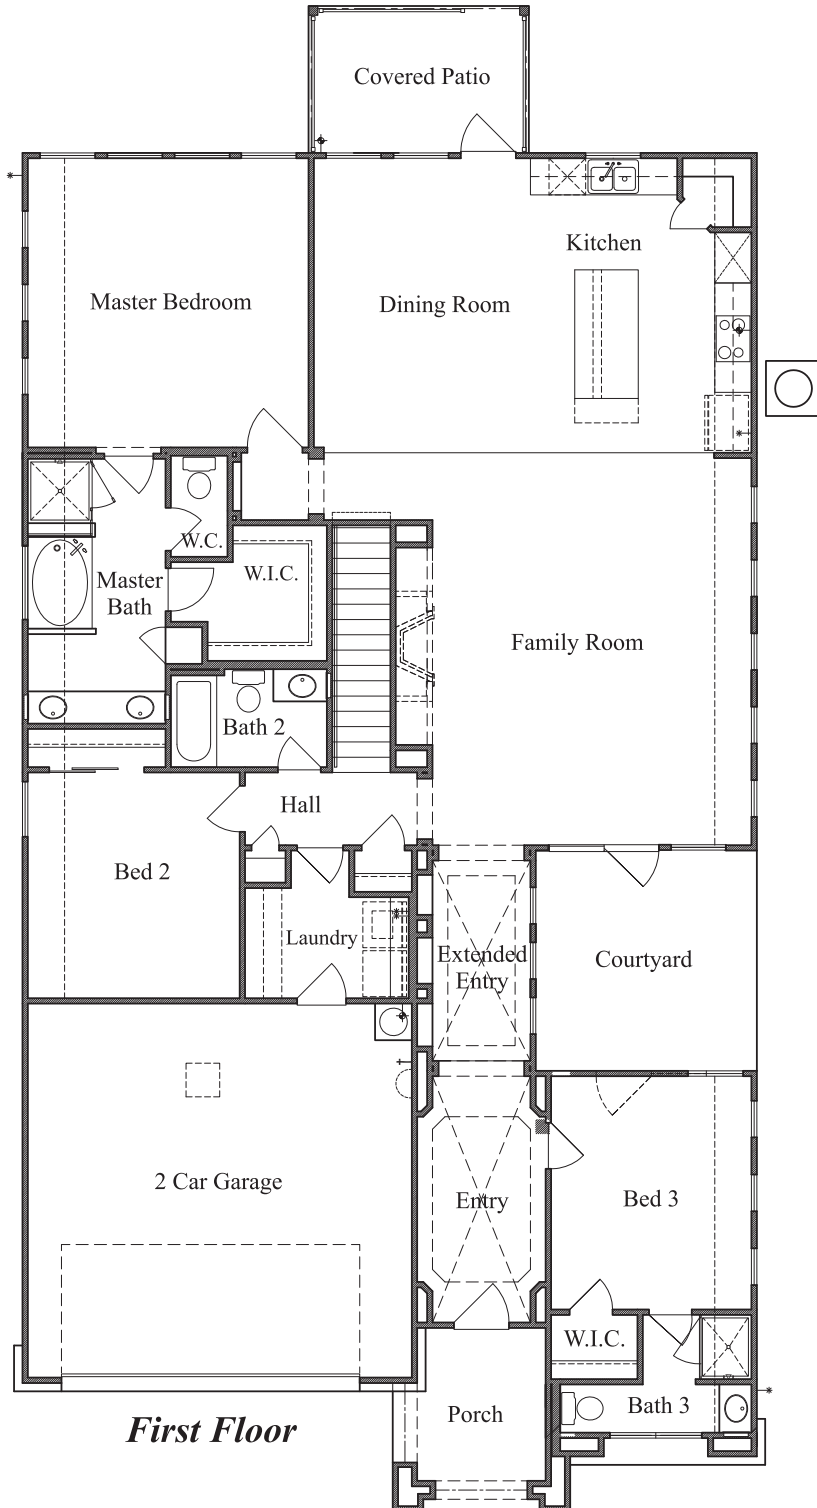 Covered Patio
Kitchen
Master Bedroom
Dining Room
W.C.
Master
Bath
W.I.C.
Family Room
Bath 2
Hall
Bed 2
Laundry
Extended
Entry
Courtyard
2 Car Garage
Entry
Bed 3
W.I.C.
Bath 3
Porch
First Floor